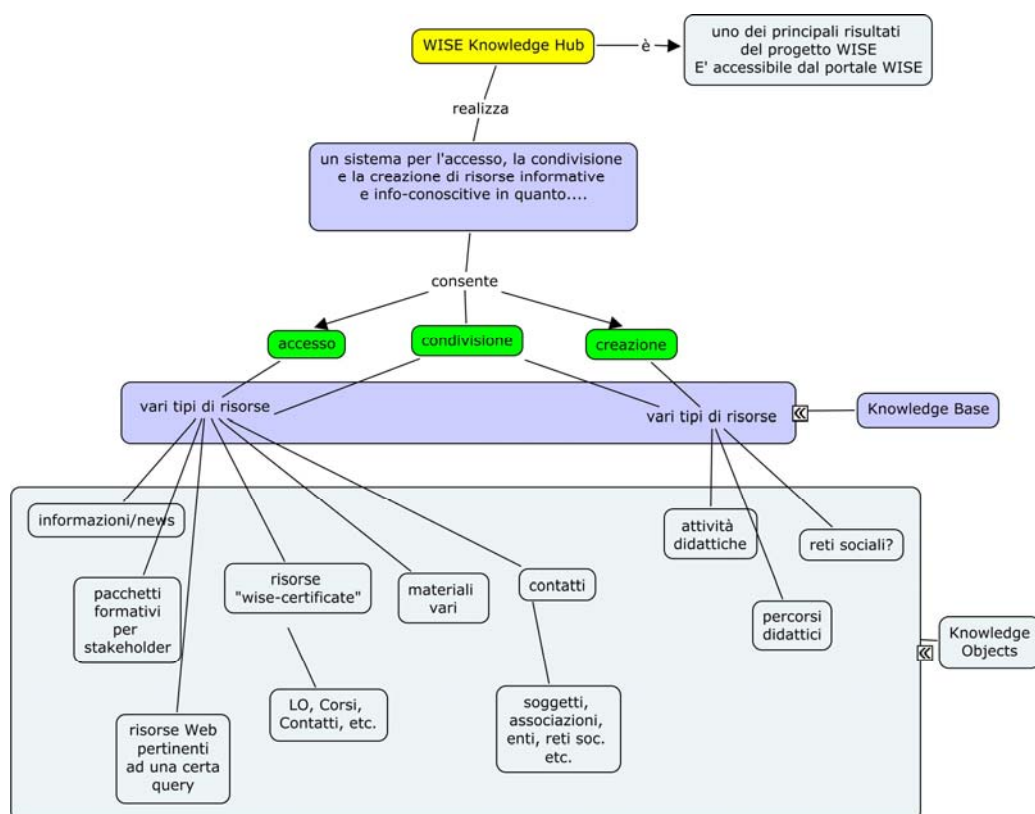 WISE Knowledge Hub
è
uno dei principali risultati
del progetto WISE
E' accessibile dal portale WISE
realizza
un sistema per l'accesso, la condivisione
e la creazione di risorse informative
e info-conoscitive in quanto....
consente
accesso
condivisione
creazione
vari tipi di risorse
vari tipi di risorse
Knowledge Base
informazioni/news
pacchetti
formativi
per
stakeholder
risorse Web
pertinenti
ad una certa
query
risorse
"wise-certificate"
LO, Corsi,
Contatti, etc.
materiali
vari
contatti
soggetti,
associazioni,
enti, reti soc.
etc.
attività
didattiche
percorsi
didattici
reti sociali?
Knowledge
Objects